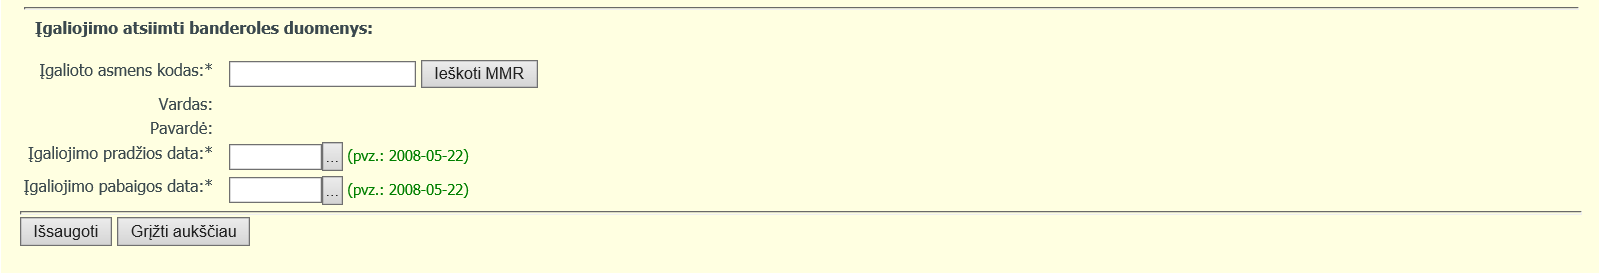 Įgaliojimo atsiimti banderoles duomenys:
Įgalioto asmens kodas:* Ieškoti MMR
Vardas:
Pavardė:
Įgaliojimo pradžios data:* ... (pvz.: 2008-05-22)
Įgaliojimo pabaigos data:* ... (pvz.: 2008-05-22)
Išsaugoti Grįžti aukščiau